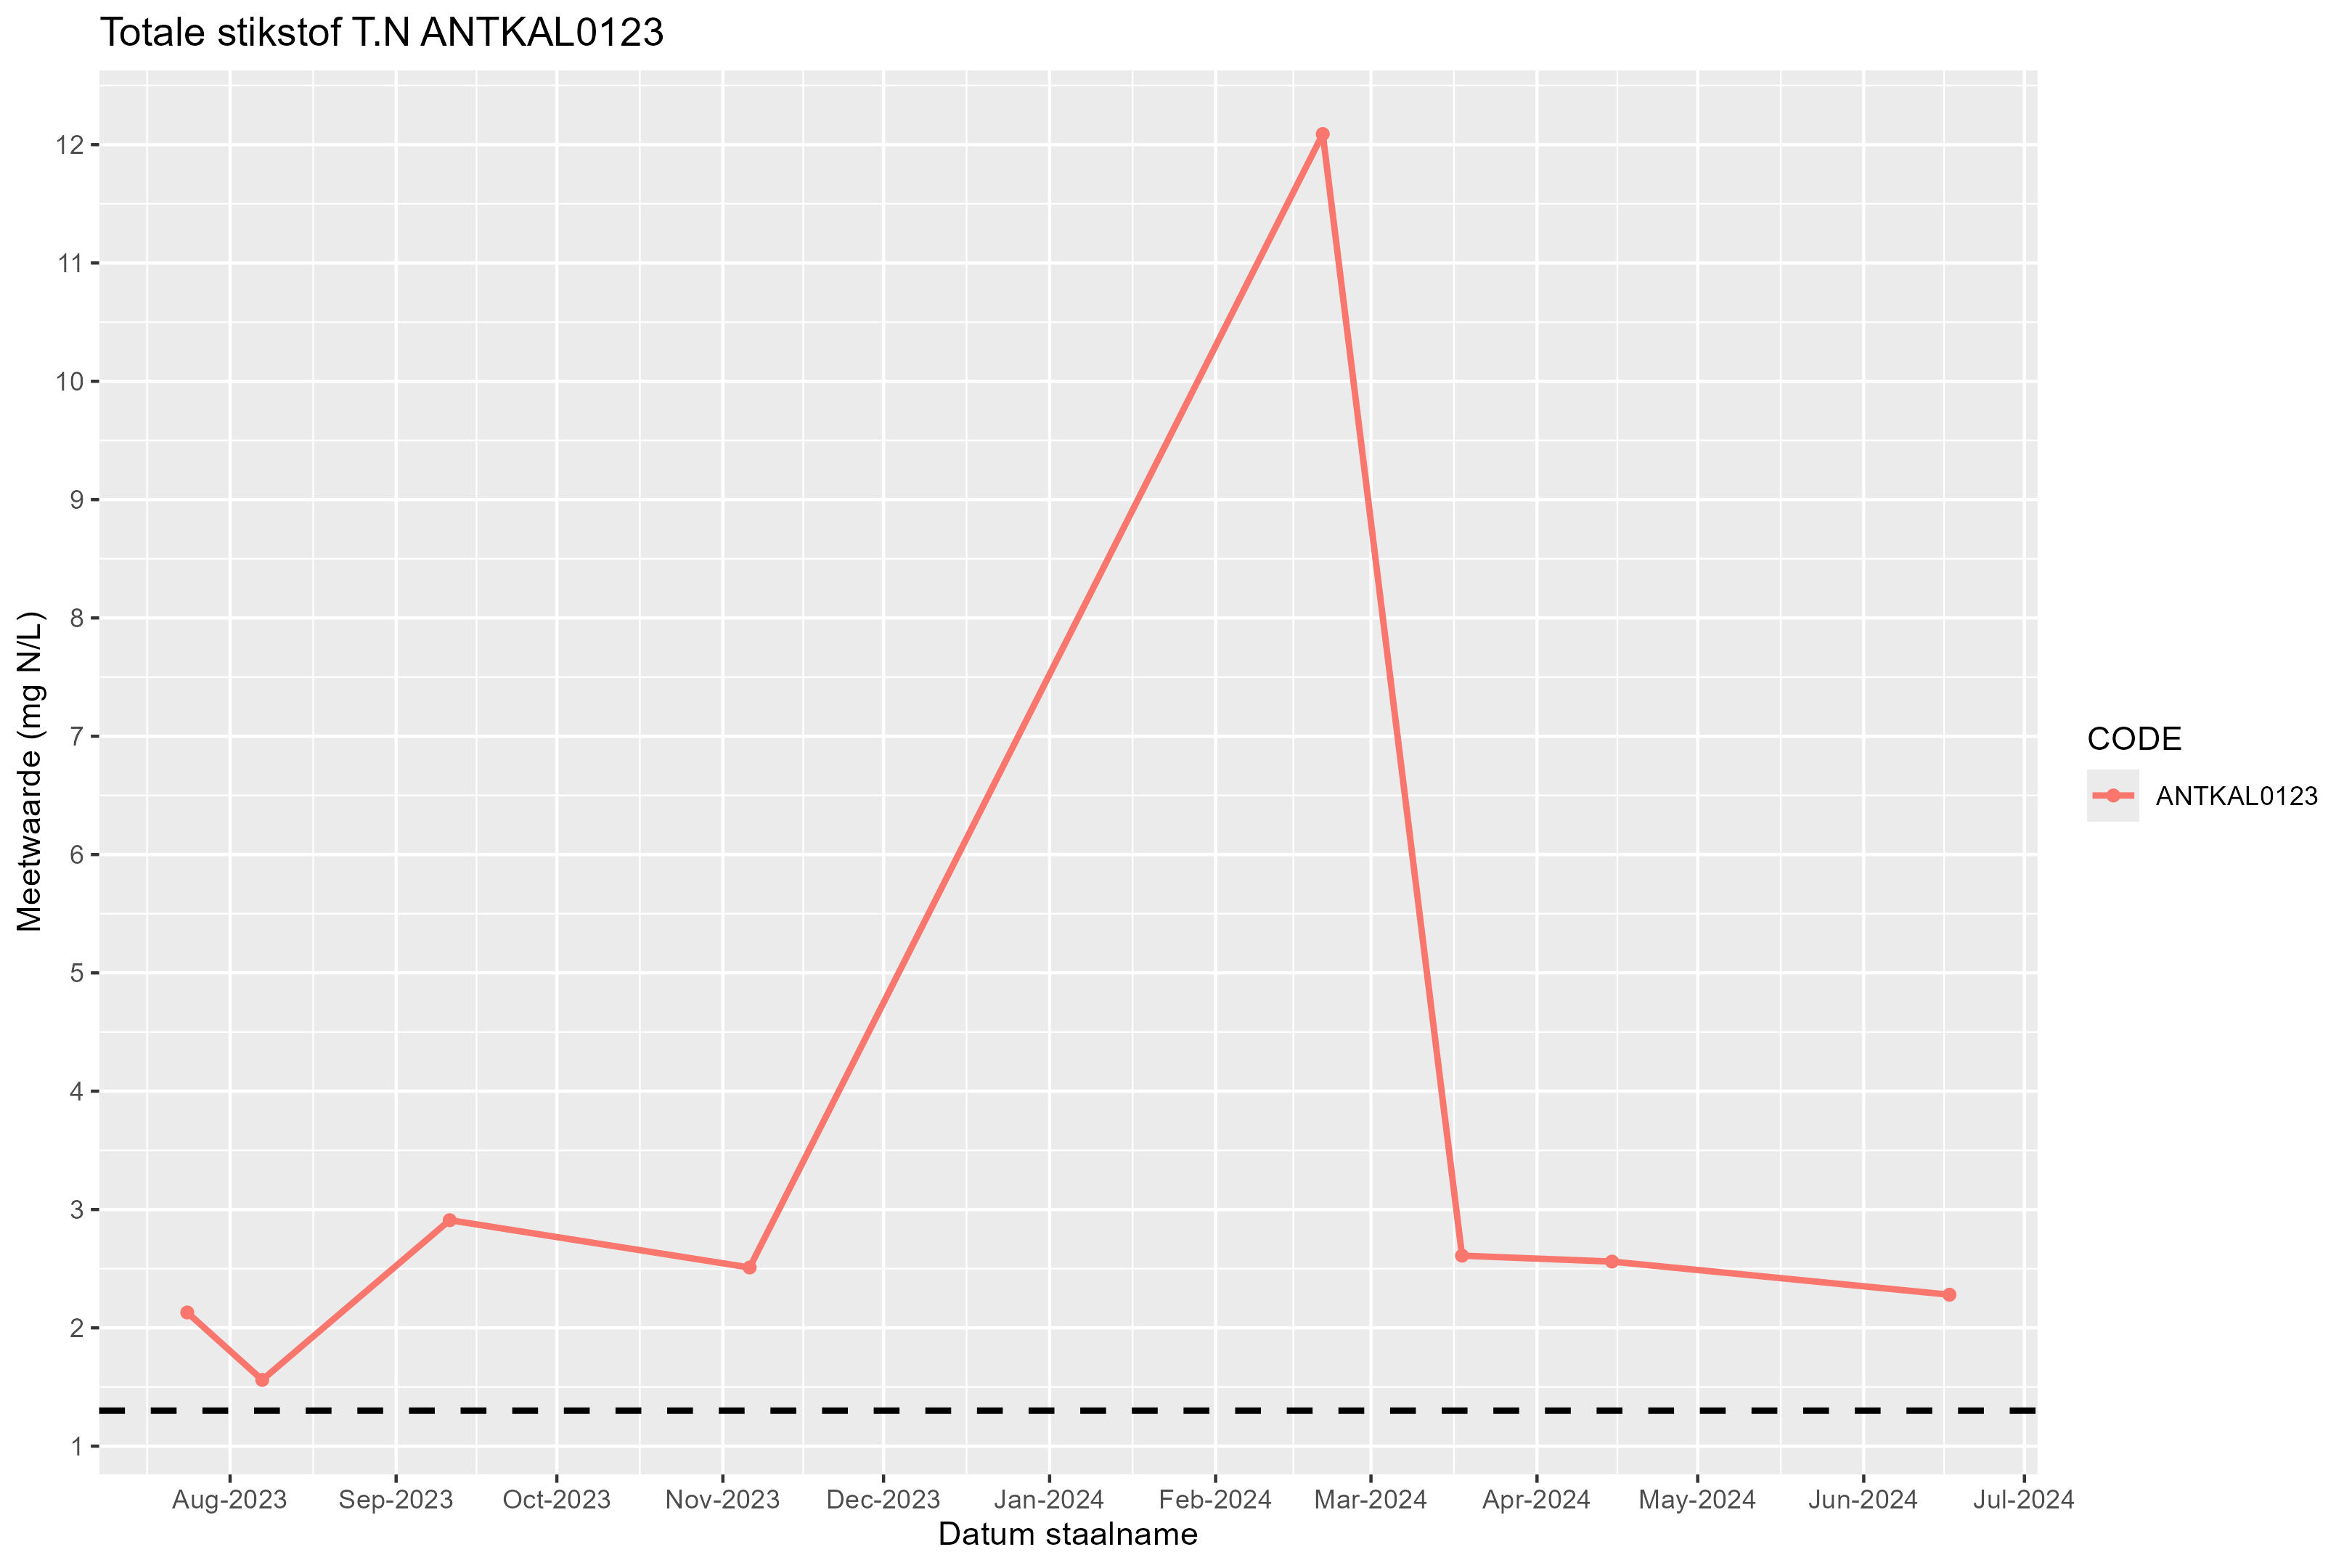 Totale stikstof T.N ANTKAL0123
Meetwaarde (mg N/L)
12
11
10
9
8
7
6
5
4
3
2
1
Aug-2023 Sep-2023 Oct-2023 Nov-2023 Dec-2023 Jan-2024 Feb-2024 Mar-2024 Apr-2024 May-2024 Jun-2024 Jul-2024
Datum staalname
CODE
ANTKAL0123